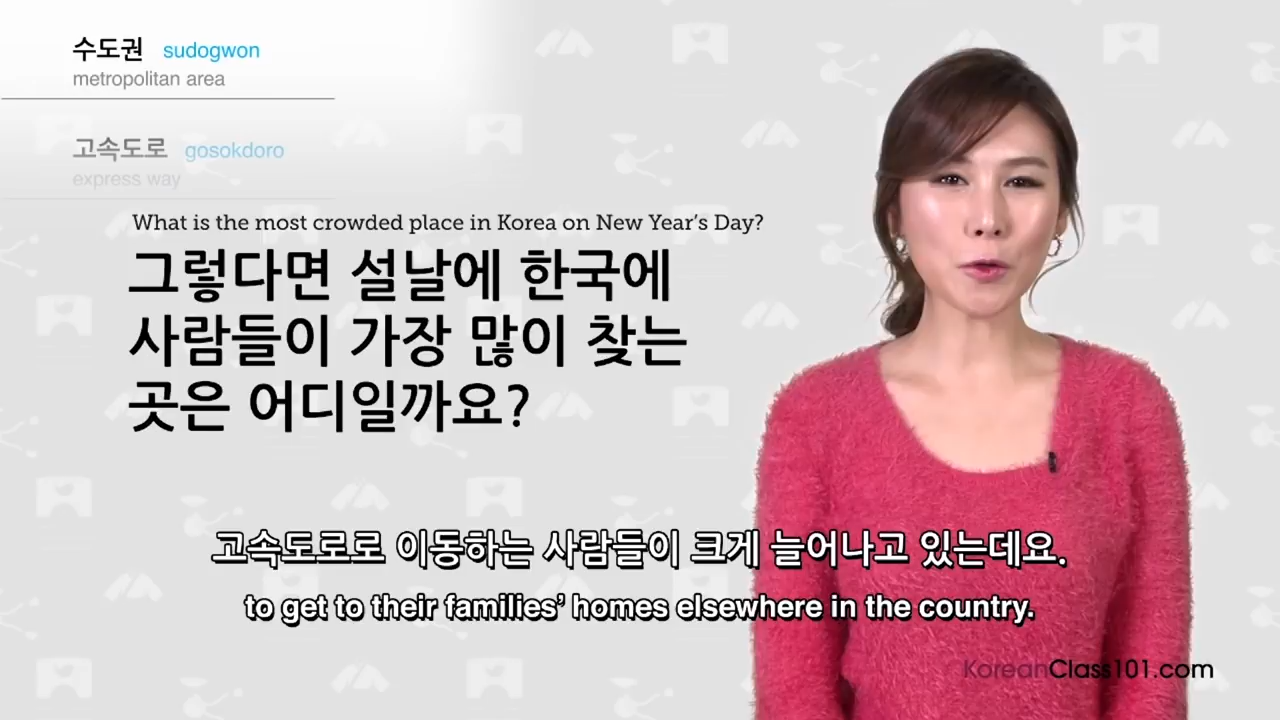 수도권 sudogwon
metropolitan area
고속도로 gosokdoro
express way
What is the most crowded place in Korea on New Year's Day?
그렇다면 설날에 한국에
사람들이 가장 많이 찾는
곳은 어디일까요?
고속도로로 이동하는 사람들이 크게 늘어나고 있는데요.
to get to their families' homes elsewhere in the country.
KoreanClass101.com